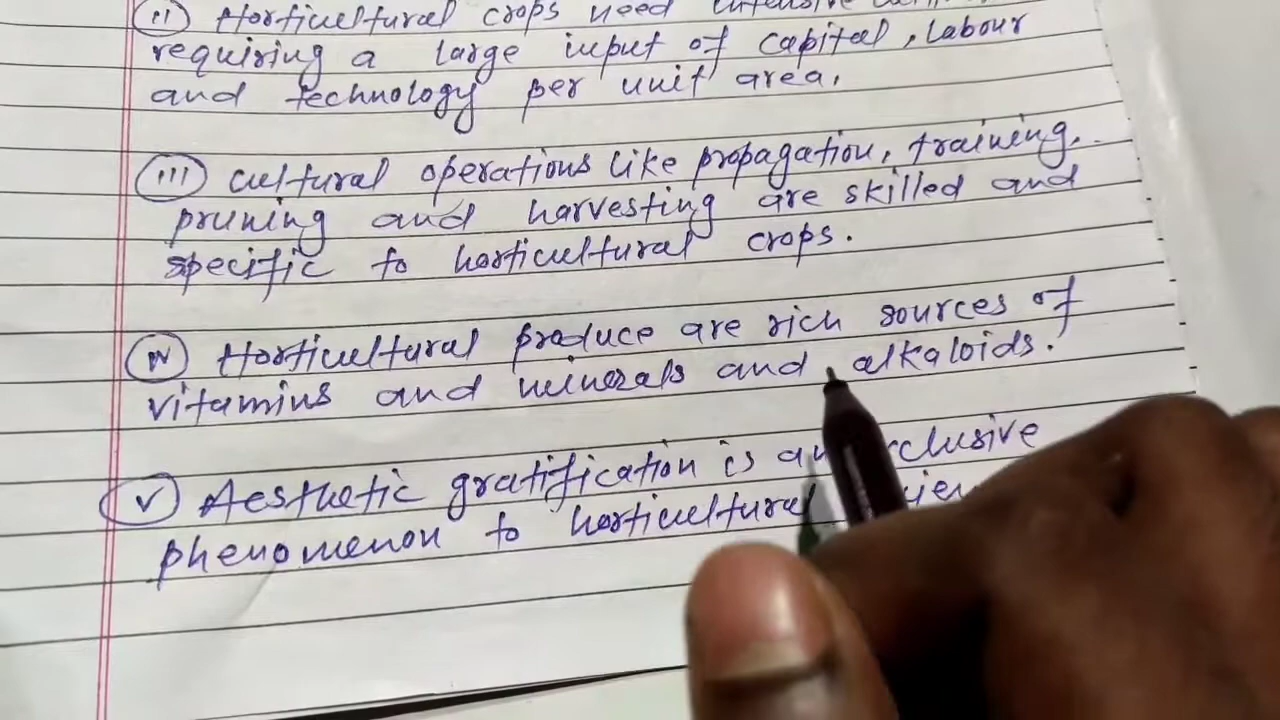 (II) Horticultural crops need intensive
requiring a large input of capital, labour
and technology per unit area.
(III) Cultural operations like propagation, training,
pruning and harvesting are skilled and
specific to horticultural crops.
(IV) Horticultural produce are rich sources of
vitamins and minerals and alkaloids.
(V) Aesthetic gratification is an exclusive
phenomenon to horticultural